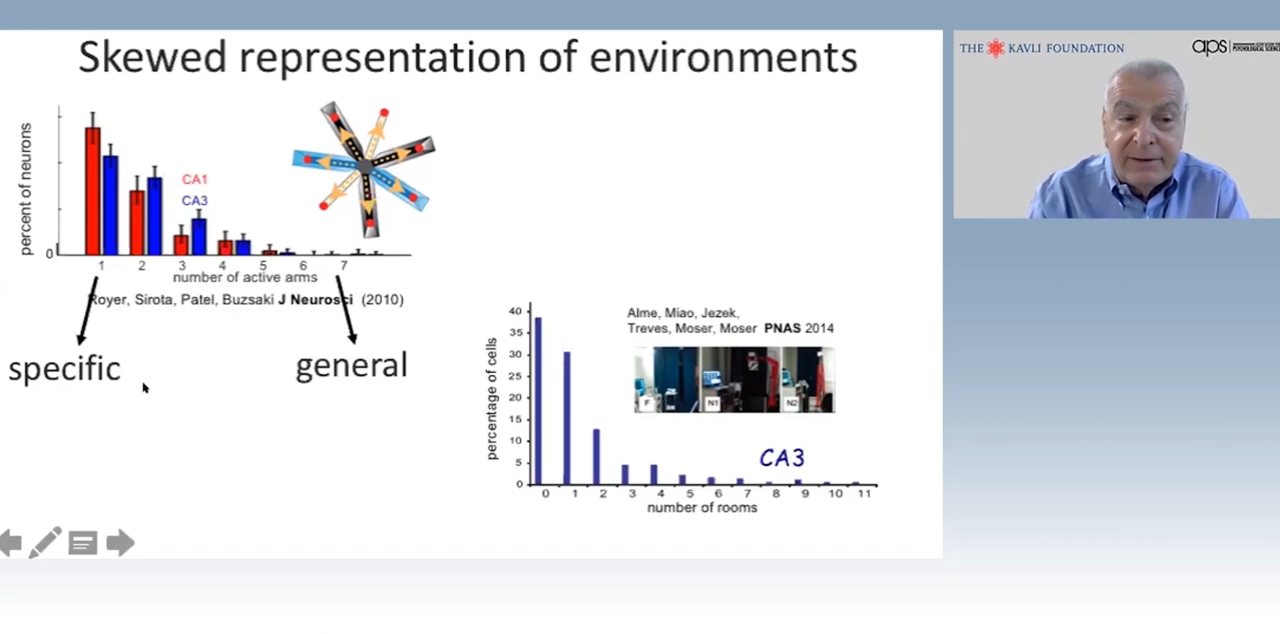 Skewed representation of environments
THE KAVLI FOUNDATION
aps
percent of neurons
0
CA1
CA3
1 2 3 4 5 6 7
number of active arms
Royer, Sirota, Patel, Buzsaki J Neurosci (2010)
specific
general
percentage of cells
40
35
30
25
20
15
10
5
0
Alme, Miao, Jezek,
Treves, Moser, Moser PNAS 2014
F
N1
N2
CA3
0 1 2 3 4 5 6 7 8 9 10 11
number of rooms